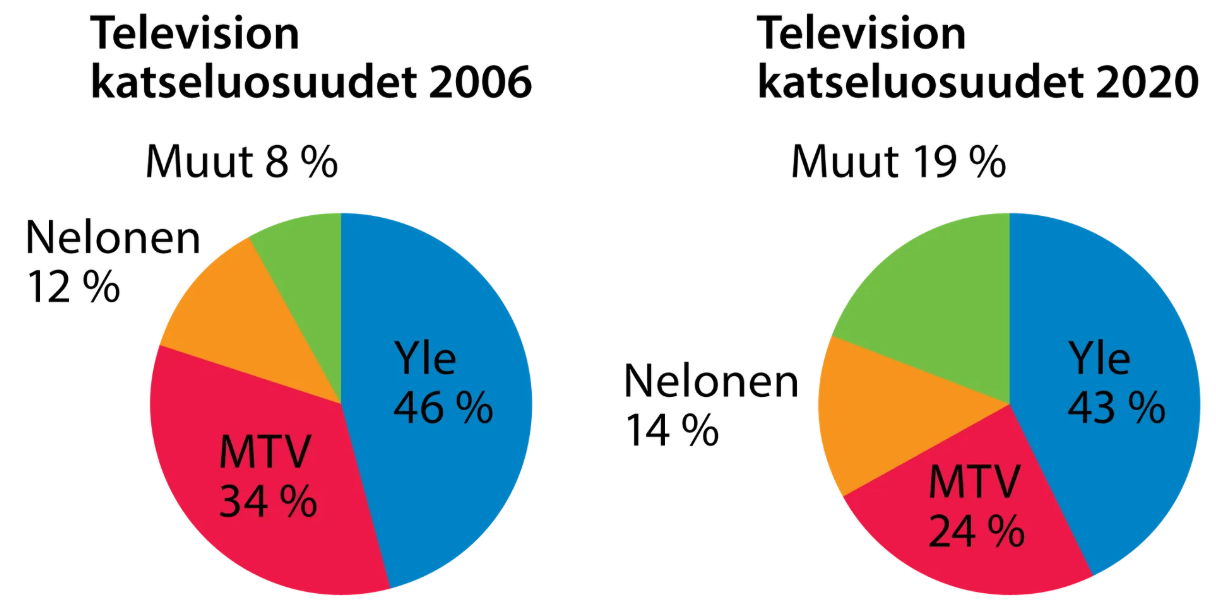 Television
katseluosuudet 2006
Muut 8 %
Nelonen
12 %
Yle
46 %
MTV
34 %
Television
katseluosuudet 2020
Muut 19 %
Nelonen
14 %
Yle
43 %
MTV
24 %